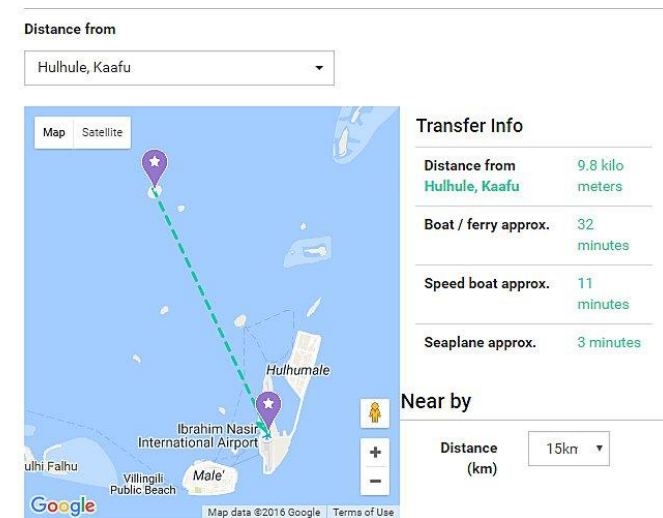 Distance from
Hulhule, Kaafu
Map Satellite
Hulhumale
Ibrahim Nasir
International Airport
ulhi Falhu
Villingili
Public Beach
Male'
Google
Map data ©2016 Google Terms of Use
Transfer Info
Distance from
Hulhule, Kaafu
9.8 kilo
meters
Boat / ferry approx.
32
minutes
Speed boat approx.
11
minutes
Seaplane approx.
3 minutes
Near by
Distance
(km)
15km